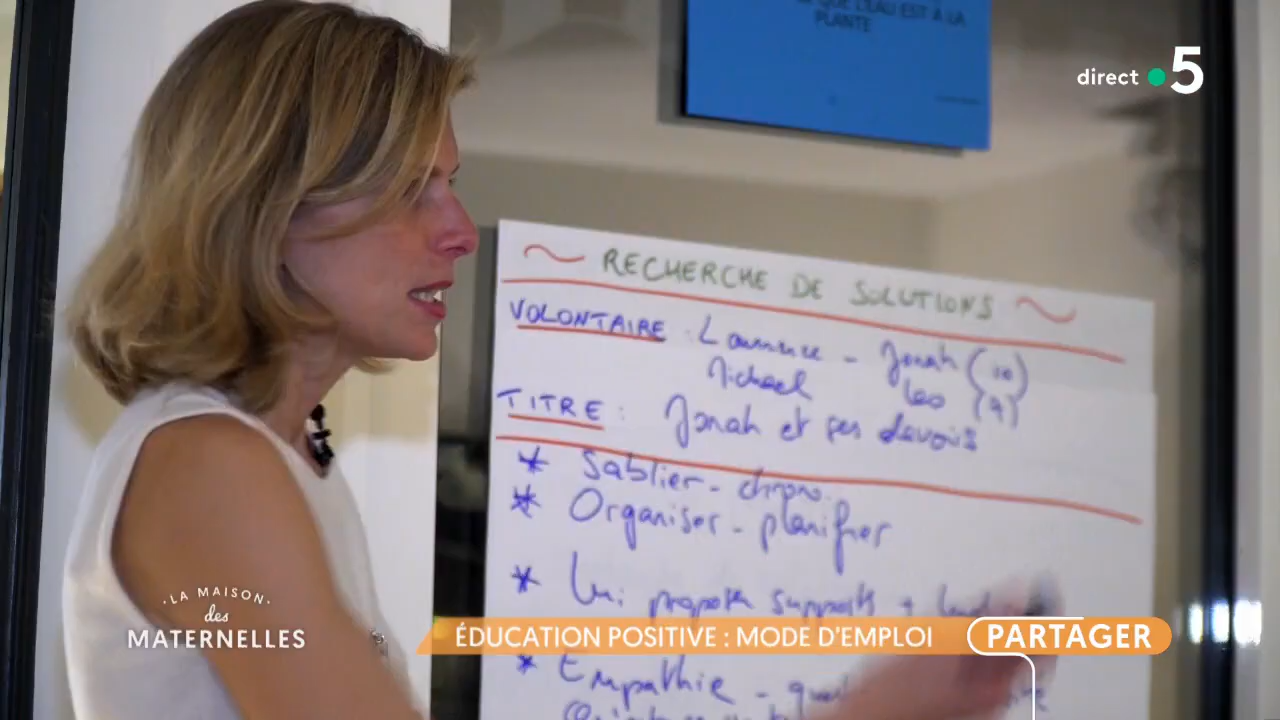 QUE L'EAU EST À LA
PLANTE
direct 5
~ RECHERCHE DE SOLUTIONS ~
VOLONTAIRE : Laurence - Jonah (10)
Michael Leo (7)
TITRE : Jonah et ses devoirs
* Sablier - chrono
* Organiser - planifier
* Lui propose supports +
LA MAISON
des
MATERNELLES
ÉDUCATION POSITIVE : MODE D'EMPLOI
PARTAGER
* Empathie -